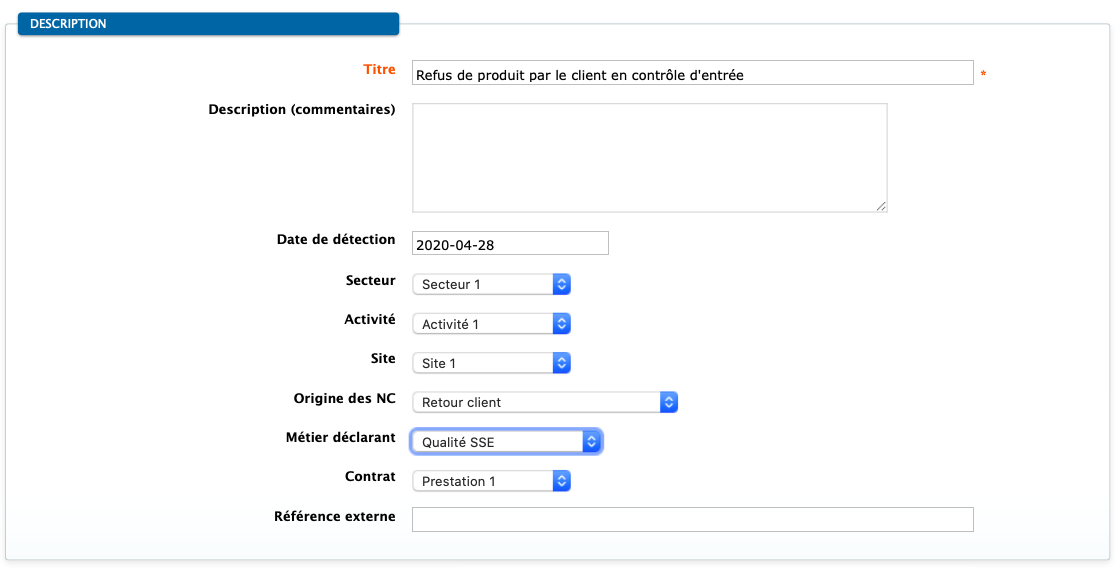 DESCRIPTION
Titre Refus de produit par le client en contrôle d'entrée *
Description (commentaires)
Date de détection 2020-04-28
Secteur Secteur 1
Activité Activité 1
Site Site 1
Origine des NC Retour client
Métier déclarant Qualité SSE
Contrat Prestation 1
Référence externe